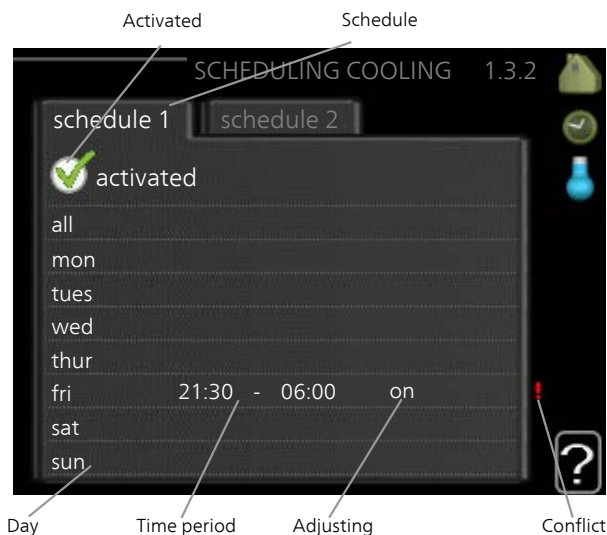 Activated Schedule
SCHEDULING COOLING 1.3.2
schedule 1 schedule 2
activated
all
mon
tues
wed
thur
fri 21:30 - 06:00 on !
sat
sun
?
Day Time period Adjusting Conflict